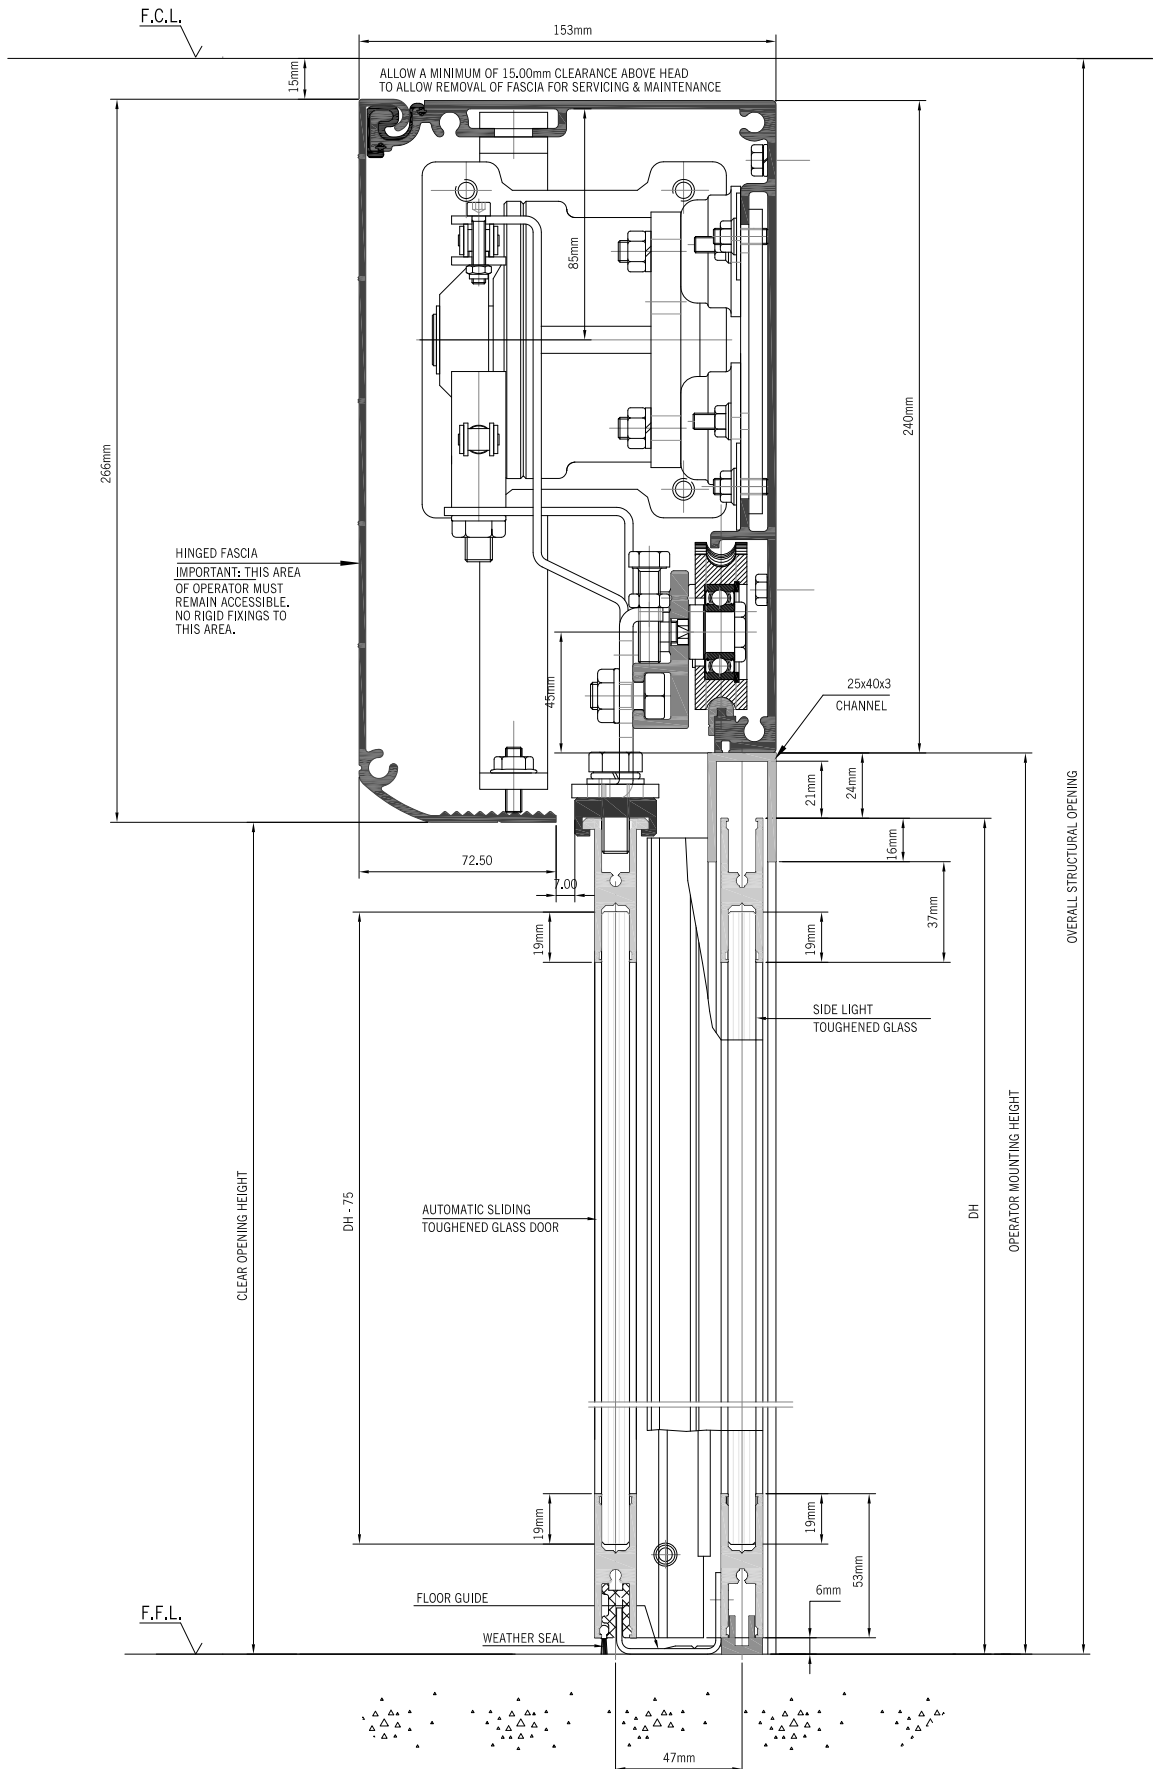 F.C.L.
153mm
15mm
ALLOW A MINIMUM OF 15.00mm CLEARANCE ABOVE HEAD
TO ALLOW REMOVAL OF FASCIA FOR SERVICING & MAINTENANCE
85mm
240mm
266mm
HINGED FASCIA
IMPORTANT: THIS AREA
OF OPERATOR MUST
REMAIN ACCESSIBLE.
NO RIGID FIXINGS TO
THIS AREA.
45mm
25x40x3
CHANNEL
21mm
24mm
16mm
72.50
7.00
37mm
19mm
19mm
OVERALL STRUCTURAL OPENING
SIDE LIGHT
TOUGHENED GLASS
CLEAR OPENING HEIGHT
DH - 75
AUTOMATIC SLIDING
TOUGHENED GLASS DOOR
DH
OPERATOR MOUNTING HEIGHT
19mm
19mm
53mm
6mm
FLOOR GUIDE
F.F.L.
WEATHER SEAL
47mm